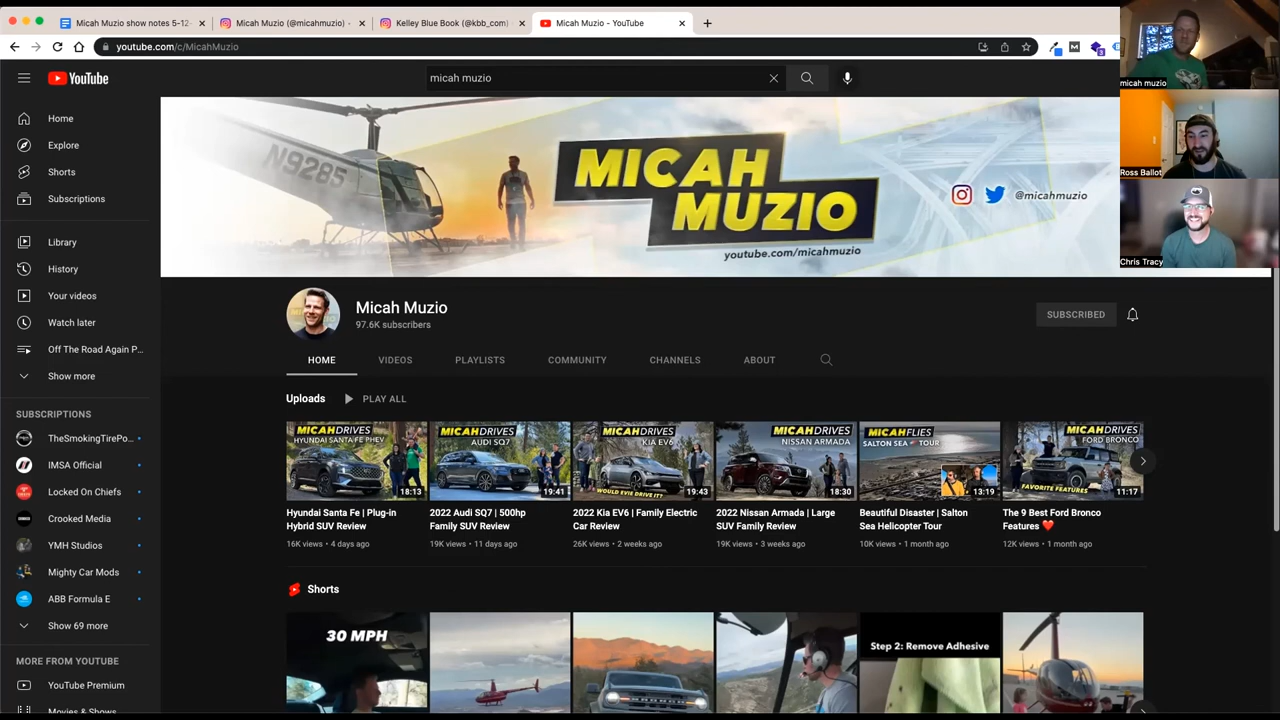 Micah Muzio show notes 5-12-
Micah Muzio (@micahmuzio) •
Kelley Blue Book (@kbb_com) •
Micah Muzio - YouTube
youtube.com/c/MicahMuzio
YouTube
micah muzio
Home
Explore
Shorts
Subscriptions
Library
History
Your videos
Watch later
Off The Road Again P...
Show more
SUBSCRIPTIONS
TheSmokingTirePo...
IMSA Official
Locked On Chiefs
Crooked Media
YMH Studios
Mighty Car Mods
ABB Formula E
Show 69 more
MORE FROM YOUTUBE
YouTube Premium
Movies & Shows
N9285
MICAH
MUZIO
youtube.com/micahmuzio
@micahmuzio
micah muzio
Ross Ballot
Chris Tracy
Micah Muzio
97.6K subscribers
SUBSCRIBED
HOME
VIDEOS
PLAYLISTS
COMMUNITY
CHANNELS
ABOUT
Uploads
PLAY ALL
MICAHDRIVES
HYUNDAI SANTA FE PHEV
18:13
Hyundai Santa Fe | Plug-in
Hybrid SUV Review
16K views • 4 days ago
MICAHDRIVES
AUDI SQ7
19:41
2022 Audi SQ7 | 500hp
Family SUV Review
19K views • 11 days ago
MICAHDRIVES
KIA EV6
WOULD EVIE DRIVE IT?
19:43
2022 Kia EV6 | Family Electric
Car Review
26K views • 2 weeks ago
MICAHDRIVES
NISSAN ARMADA
18:30
2022 Nissan Armada | Large
SUV Family Review
19K views • 3 weeks ago
MICAHFLIES
SALTON SEA TOUR
13:19
Beautiful Disaster | Salton
Sea Helicopter Tour
10K views • 1 month ago
MICAHDRIVES
FORD BRONCO
FAVORITE FEATURES
11:17
The 9 Best Ford Bronco
Features ❤️
12K views • 1 month ago
Shorts
30 MPH
Step 2: Remove Adhesive